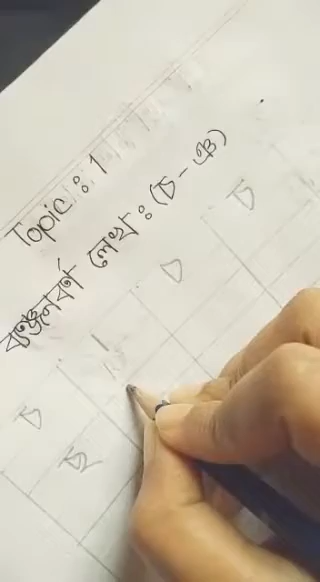 Topic : 1
ব্যঞ্জনবর্ণ লেখ : (চ - ঞ)
চ চ
ছ